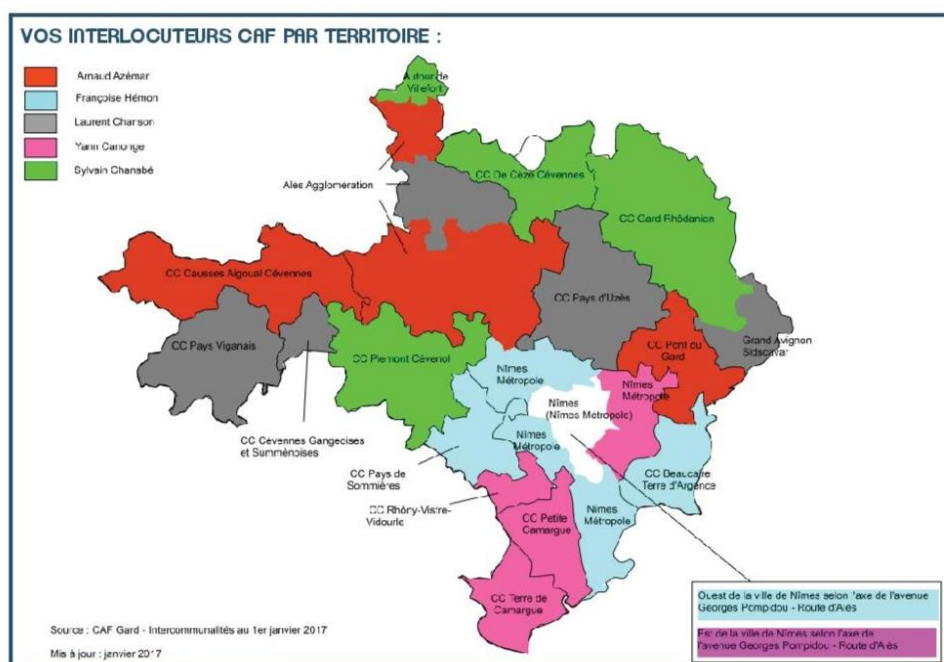 VOS INTERLOCUTEURS CAF PAR TERRITOIRE :
Arnaud Azémar
Françoise Hémon
Laurent Chanson
Yann Canonge
Sylvain Chanabé
Autour de
Villefort
Alès Agglomération
CC De Cèze Cévennes
CC Gard Rhôdanien
CC Causses Aigoual Cévennes
CC Pays d'Uzès
CC Pays Viganais
CC Piemont Cévenol
CC Pont du
Gard
Grand Avignon
Nîmes
Métropole
Nîmes
Métropole
Nîmes
(Nîmes Métropole)
Nîmes
Métropole
CC Cévennes Gangeoises
et Suménoises
CC Pays de
Sommières
CC Beaucaire
Terre d'Argence
CC Rhôny-Vistre-
Vidourle
CC Petite
Camargue
Nîmes
Métropole
CC Terre de
Camargue
Ouest de la ville de Nîmes selon l'axe de l'avenue
Georges Pompidou - Route d'Alès
Est de la ville de Nîmes selon l'axe de
l'avenue Georges Pompidou - Route d'Alès
Source : CAF Gard - Intercommunalités au 1er janvier 2017
Mis à jour : janvier 2017